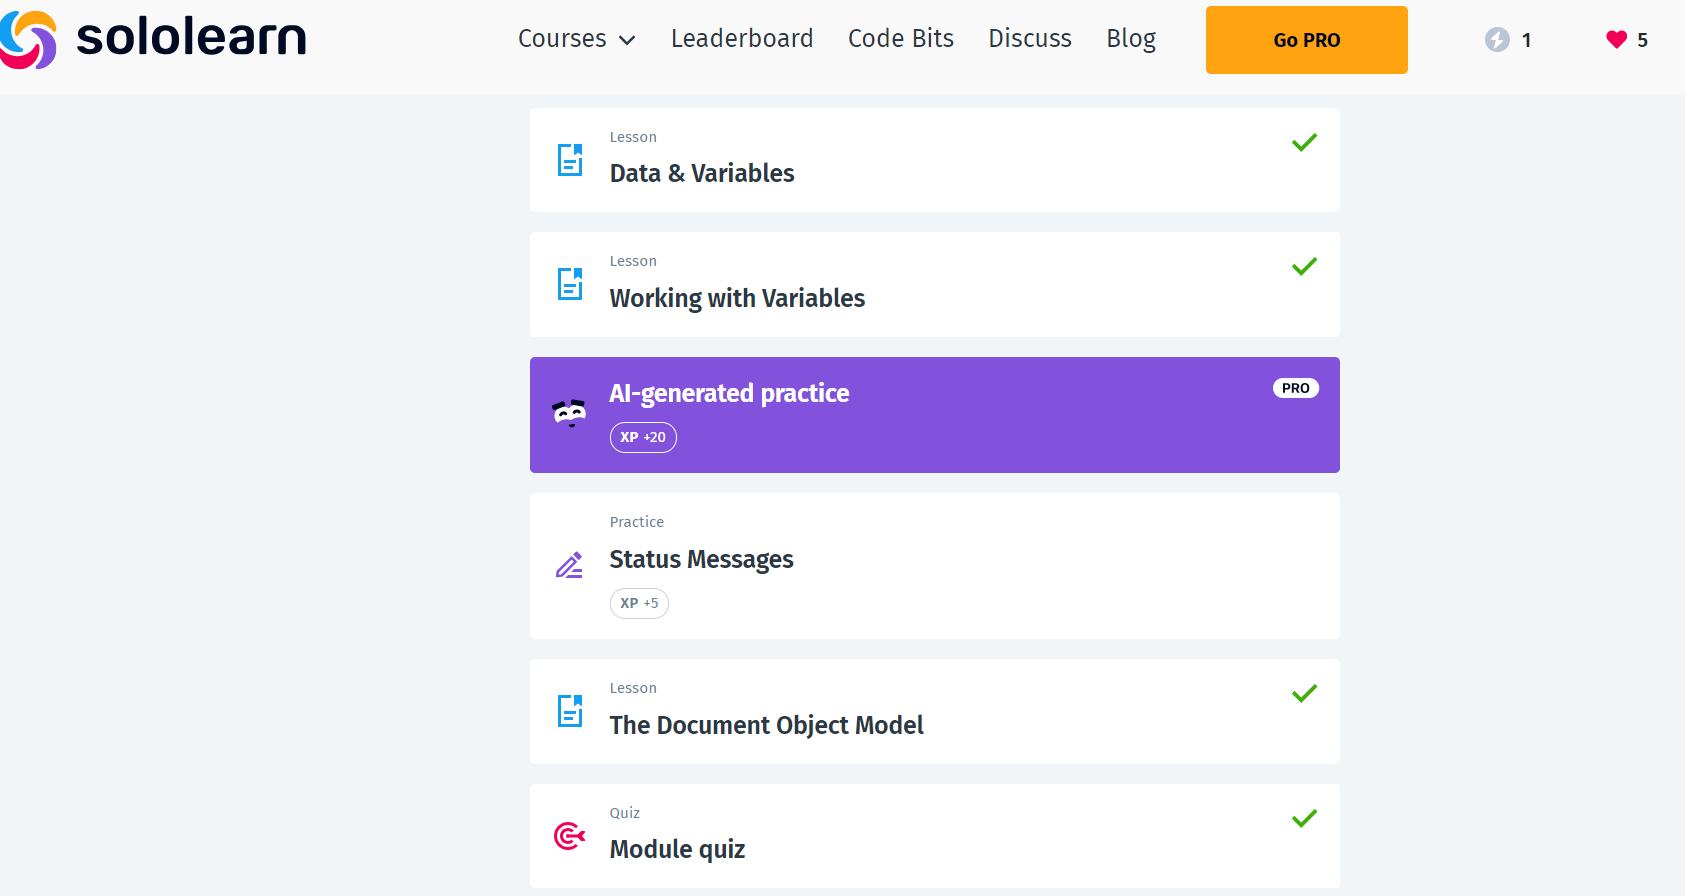 sololearn
Courses Leaderboard Code Bits Discuss Blog Go PRO 1 5
Lesson
Data & Variables
Lesson
Working with Variables
AI-generated practice
PRO
XP +20
Practice
Status Messages
XP +5
Lesson
The Document Object Model
Quiz
Module quiz